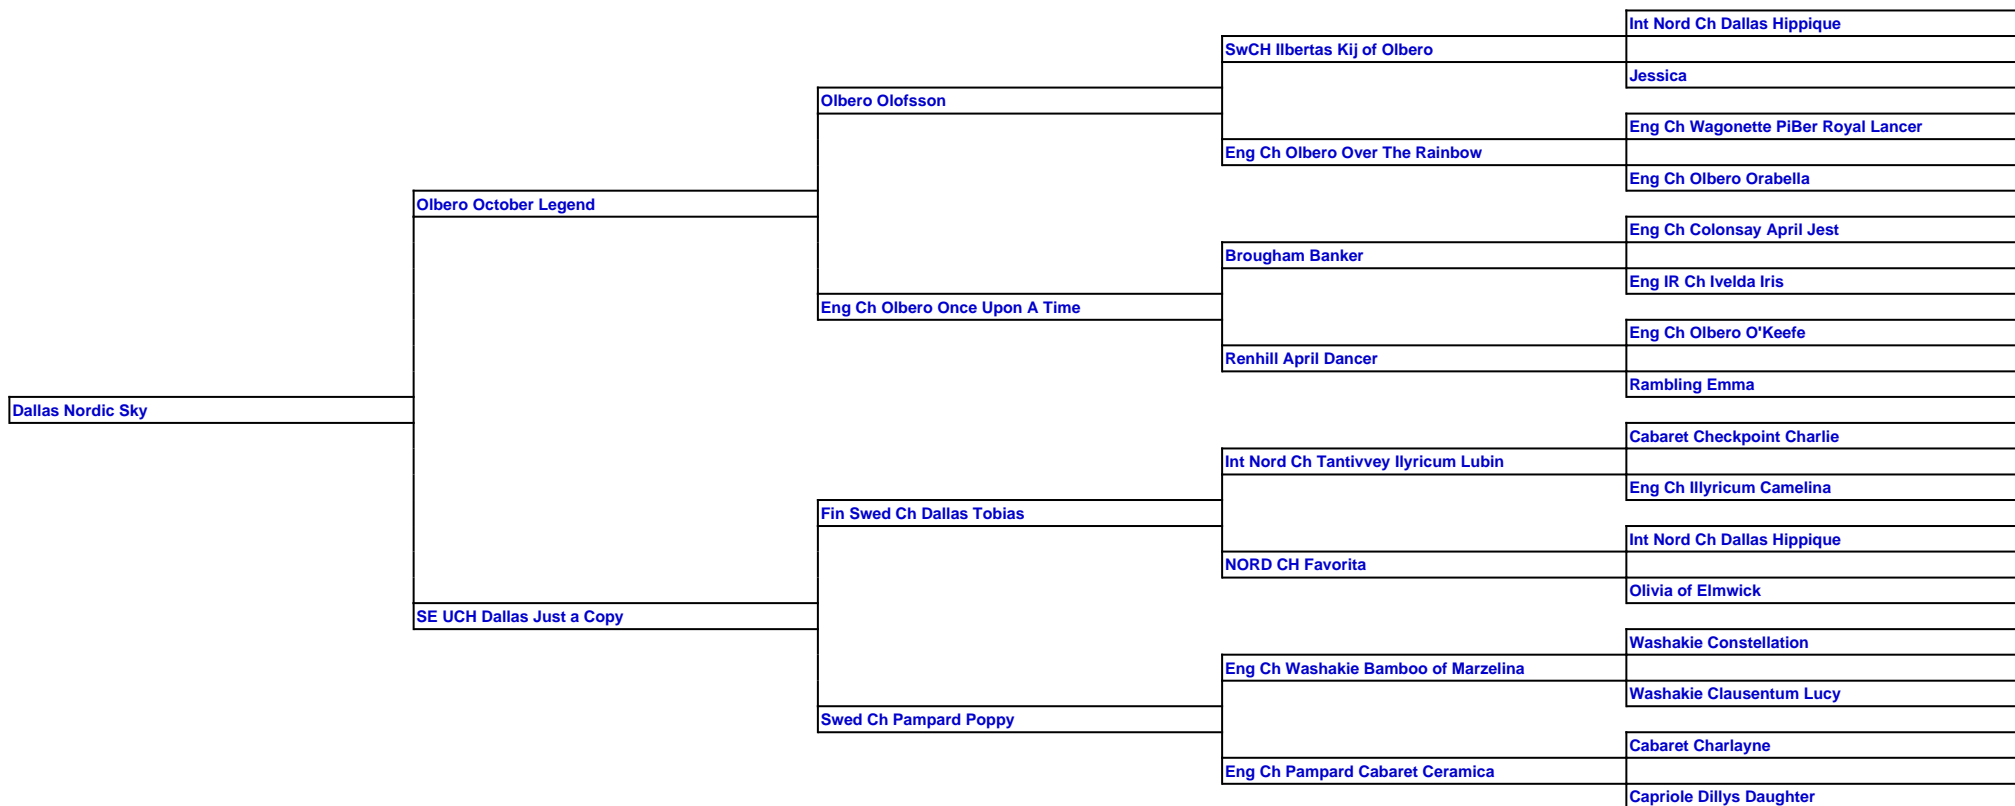 Int Nord Ch Dallas Hippique
SwCH Ilbertas Kij of Olbero
Jessica
Olbero Olofsson
Eng Ch Wagonette PiBer Royal Lancer
Eng Ch Olbero Over The Rainbow
Eng Ch Olbero Orabella
Olbero October Legend
Eng Ch Colonsay April Jest
Brougham Banker
Eng IR Ch Ivelda Iris
Eng Ch Olbero Once Upon A Time
Eng Ch Olbero O'Keefe
Renhill April Dancer
Rambling Emma
Dallas Nordic Sky
Cabaret Checkpoint Charlie
Int Nord Ch Tantivvey Ilyricum Lubin
Eng Ch Illyricum Camelina
Fin Swed Ch Dallas Tobias
Int Nord Ch Dallas Hippique
NORD CH Favorita
Olivia of Elmwick
SE UCH Dallas Just a Copy
Washakie Constellation
Eng Ch Washakie Bamboo of Marzelina
Washakie Clausentum Lucy
Swed Ch Pampard Poppy
Cabaret Charlayne
Eng Ch Pampard Cabaret Ceramica
Capriole Dillys Daughter